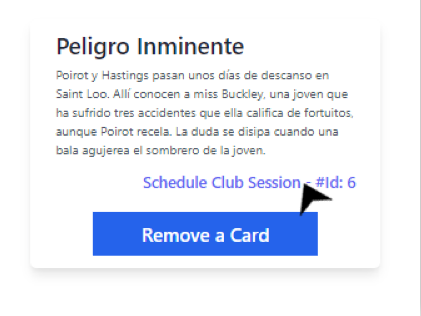 Peligro Inminente
Poirot y Hastings pasan unos días de descanso en
Saint Loo. Allí conocen a miss Buckley, una joven que
ha sufrido tres accidentes que ella califica de fortuitos,
aunque Poirot recela. La duda se disipa cuando una
bala agujerea el sombrero de la joven.
Schedule Club Session - #Id: 6
Remove a Card